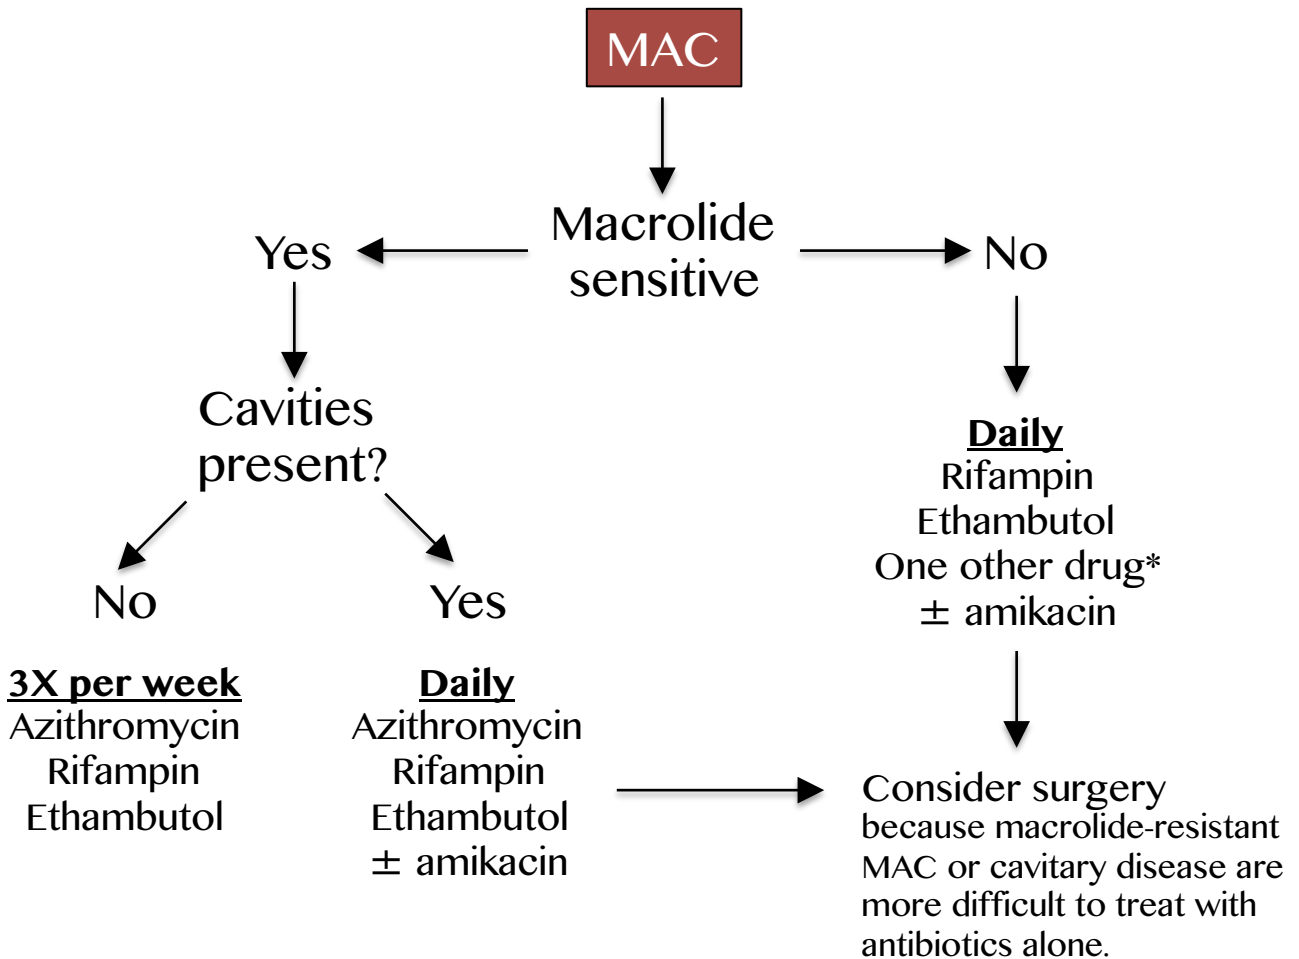 MAC
Macrolide
sensitive
Yes
No
Cavities
present?
No
Yes
3X per week
Azithromycin
Rifampin
Ethambutol
Daily
Azithromycin
Rifampin
Ethambutol
± amikacin
Daily
Rifampin
Ethambutol
One other drug*
± amikacin
Consider surgery
because macrolide-resistant
MAC or cavitary disease are
more difficult to treat with
antibiotics alone.